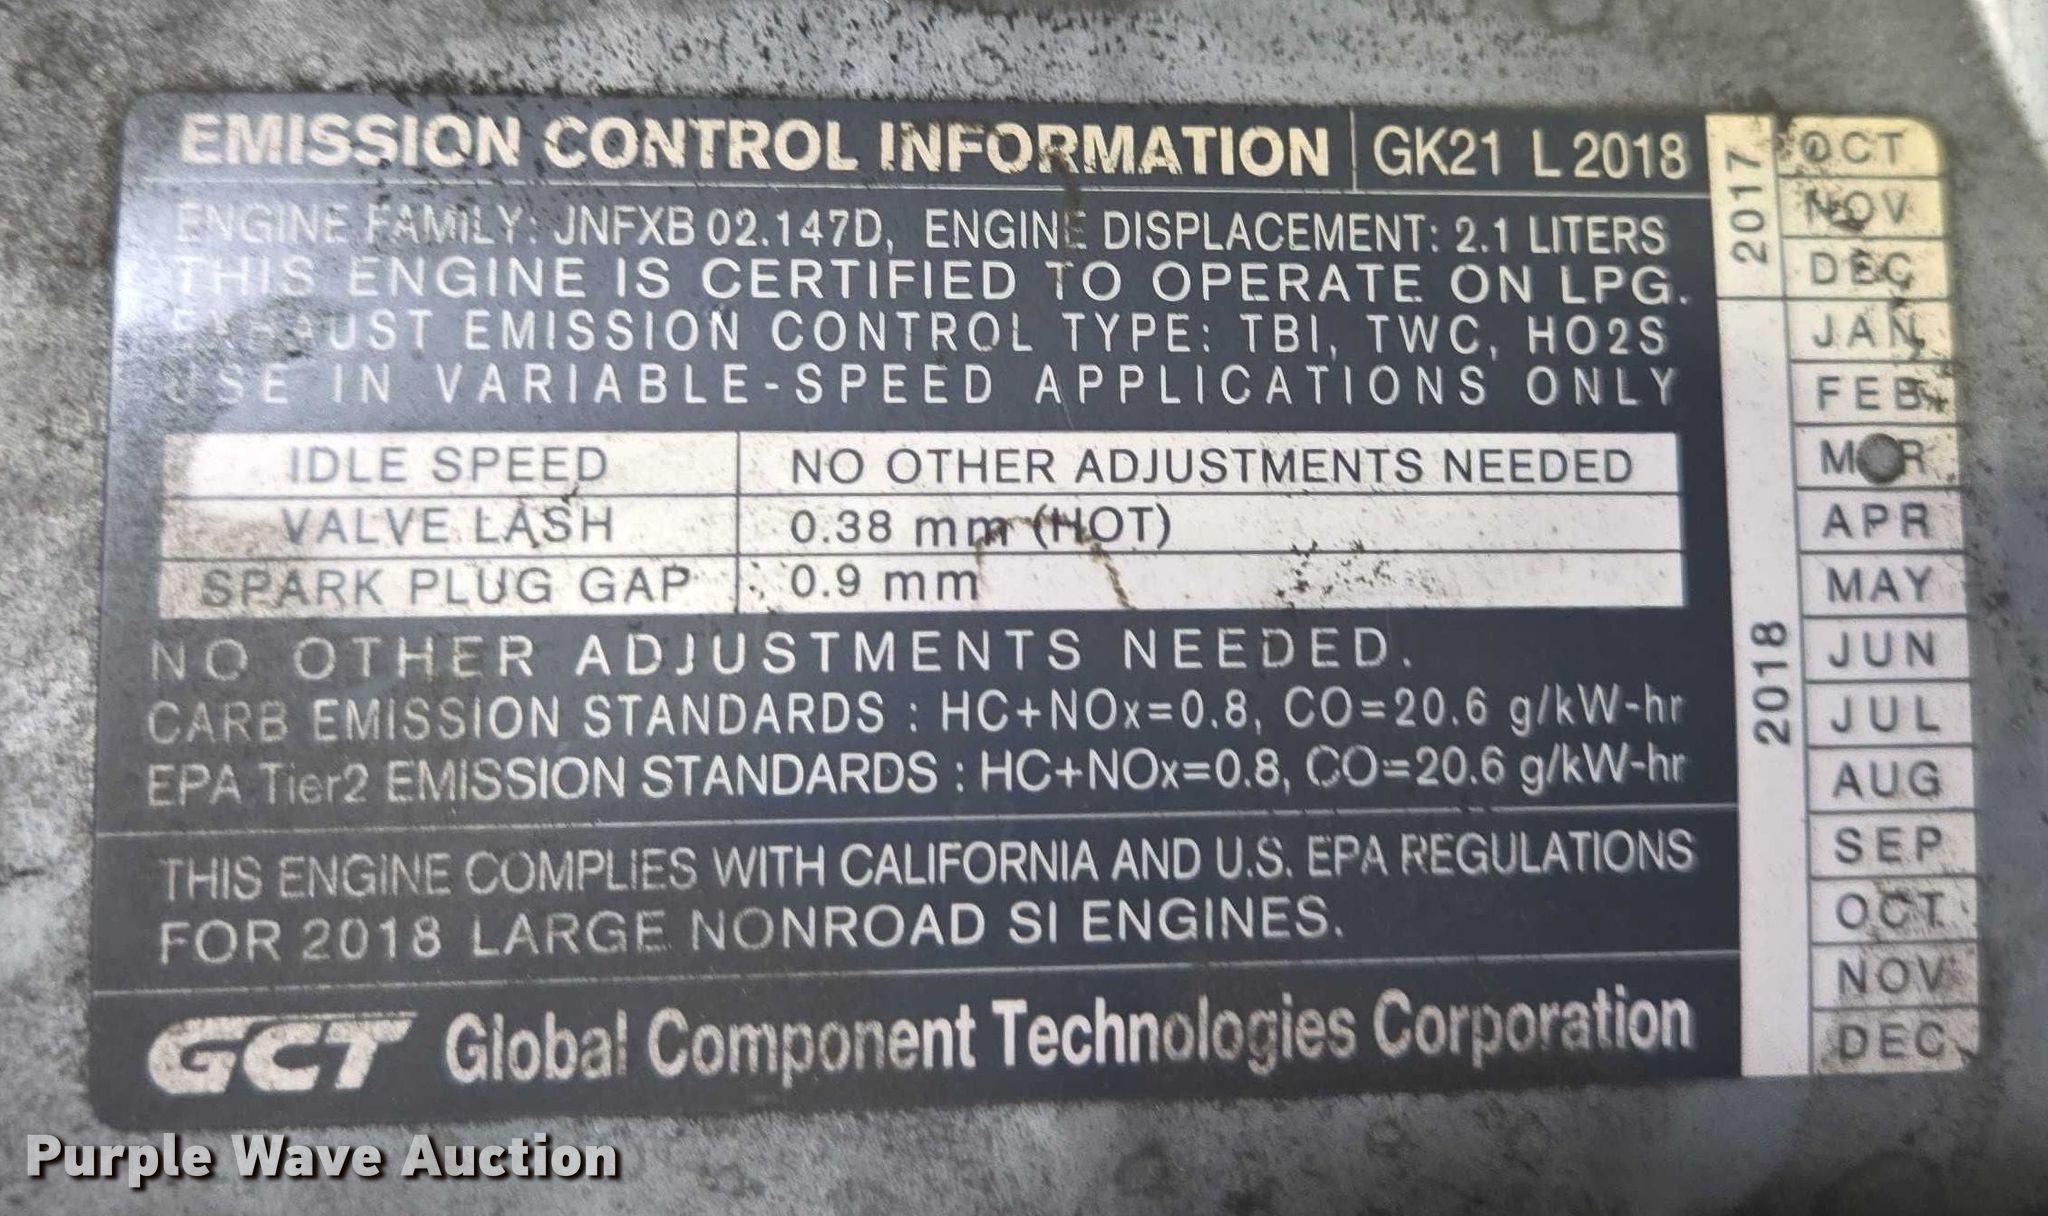 EMISSION CONTROL INFORMATION GK21 L 2018
ENGINE FAMILY: JNFXB 02.147D, ENGINE DISPLACEMENT: 2.1 LITERS
THIS ENGINE IS CERTIFIED TO OPERATE ON LPG.
EXHAUST EMISSION CONTROL TYPE: TBI, TWC, HO2S
USE IN VARIABLE-SPEED APPLICATIONS ONLY
IDLE SPEED NO OTHER ADJUSTMENTS NEEDED
VALVE LASH 0.38 mm (HOT)
SPARK PLUG GAP 0.9 mm
NO OTHER ADJUSTMENTS NEEDED.
CARB EMISSION STANDARDS : HC+NOx=0.8, CO=20.6 g/kW-hr
EPA Tier2 EMISSION STANDARDS : HC+NOx=0.8, CO=20.6 g/kW-hr
THIS ENGINE COMPLIES WITH CALIFORNIA AND U.S. EPA REGULATIONS
FOR 2018 LARGE NONROAD SI ENGINES.
GCT Global Component Technologies Corporation
2017
OCT
NOV
DEC
2018
JAN
FEB
MAR
APR
MAY
JUN
JUL
AUG
SEP
OCT
NOV
DEC
Purple Wave Auction